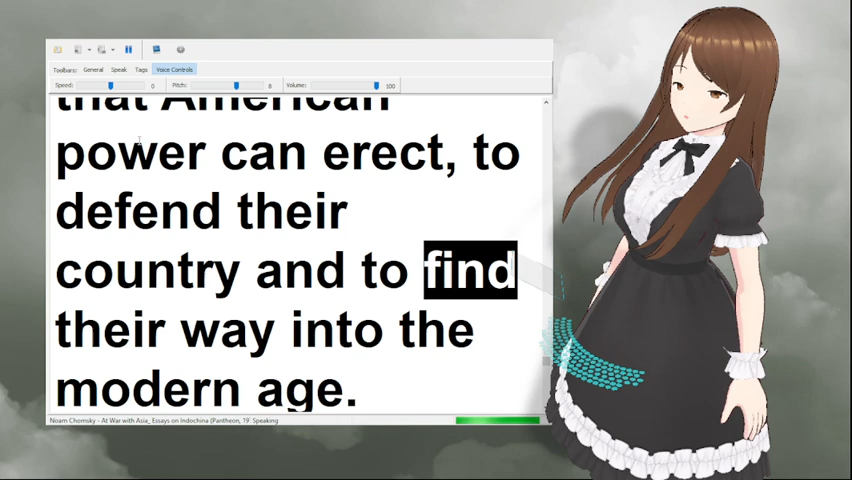 Toolbars: General Speak Tags Voice Controls
Speed: 0 Pitch: 8 Volume: 100
that American
power can erect, to
defend their
country and to find
their way into the
modern age.
Noam Chomsky - At War with Asia_ Essays on Indochina (Pantheon, 19 Speaking